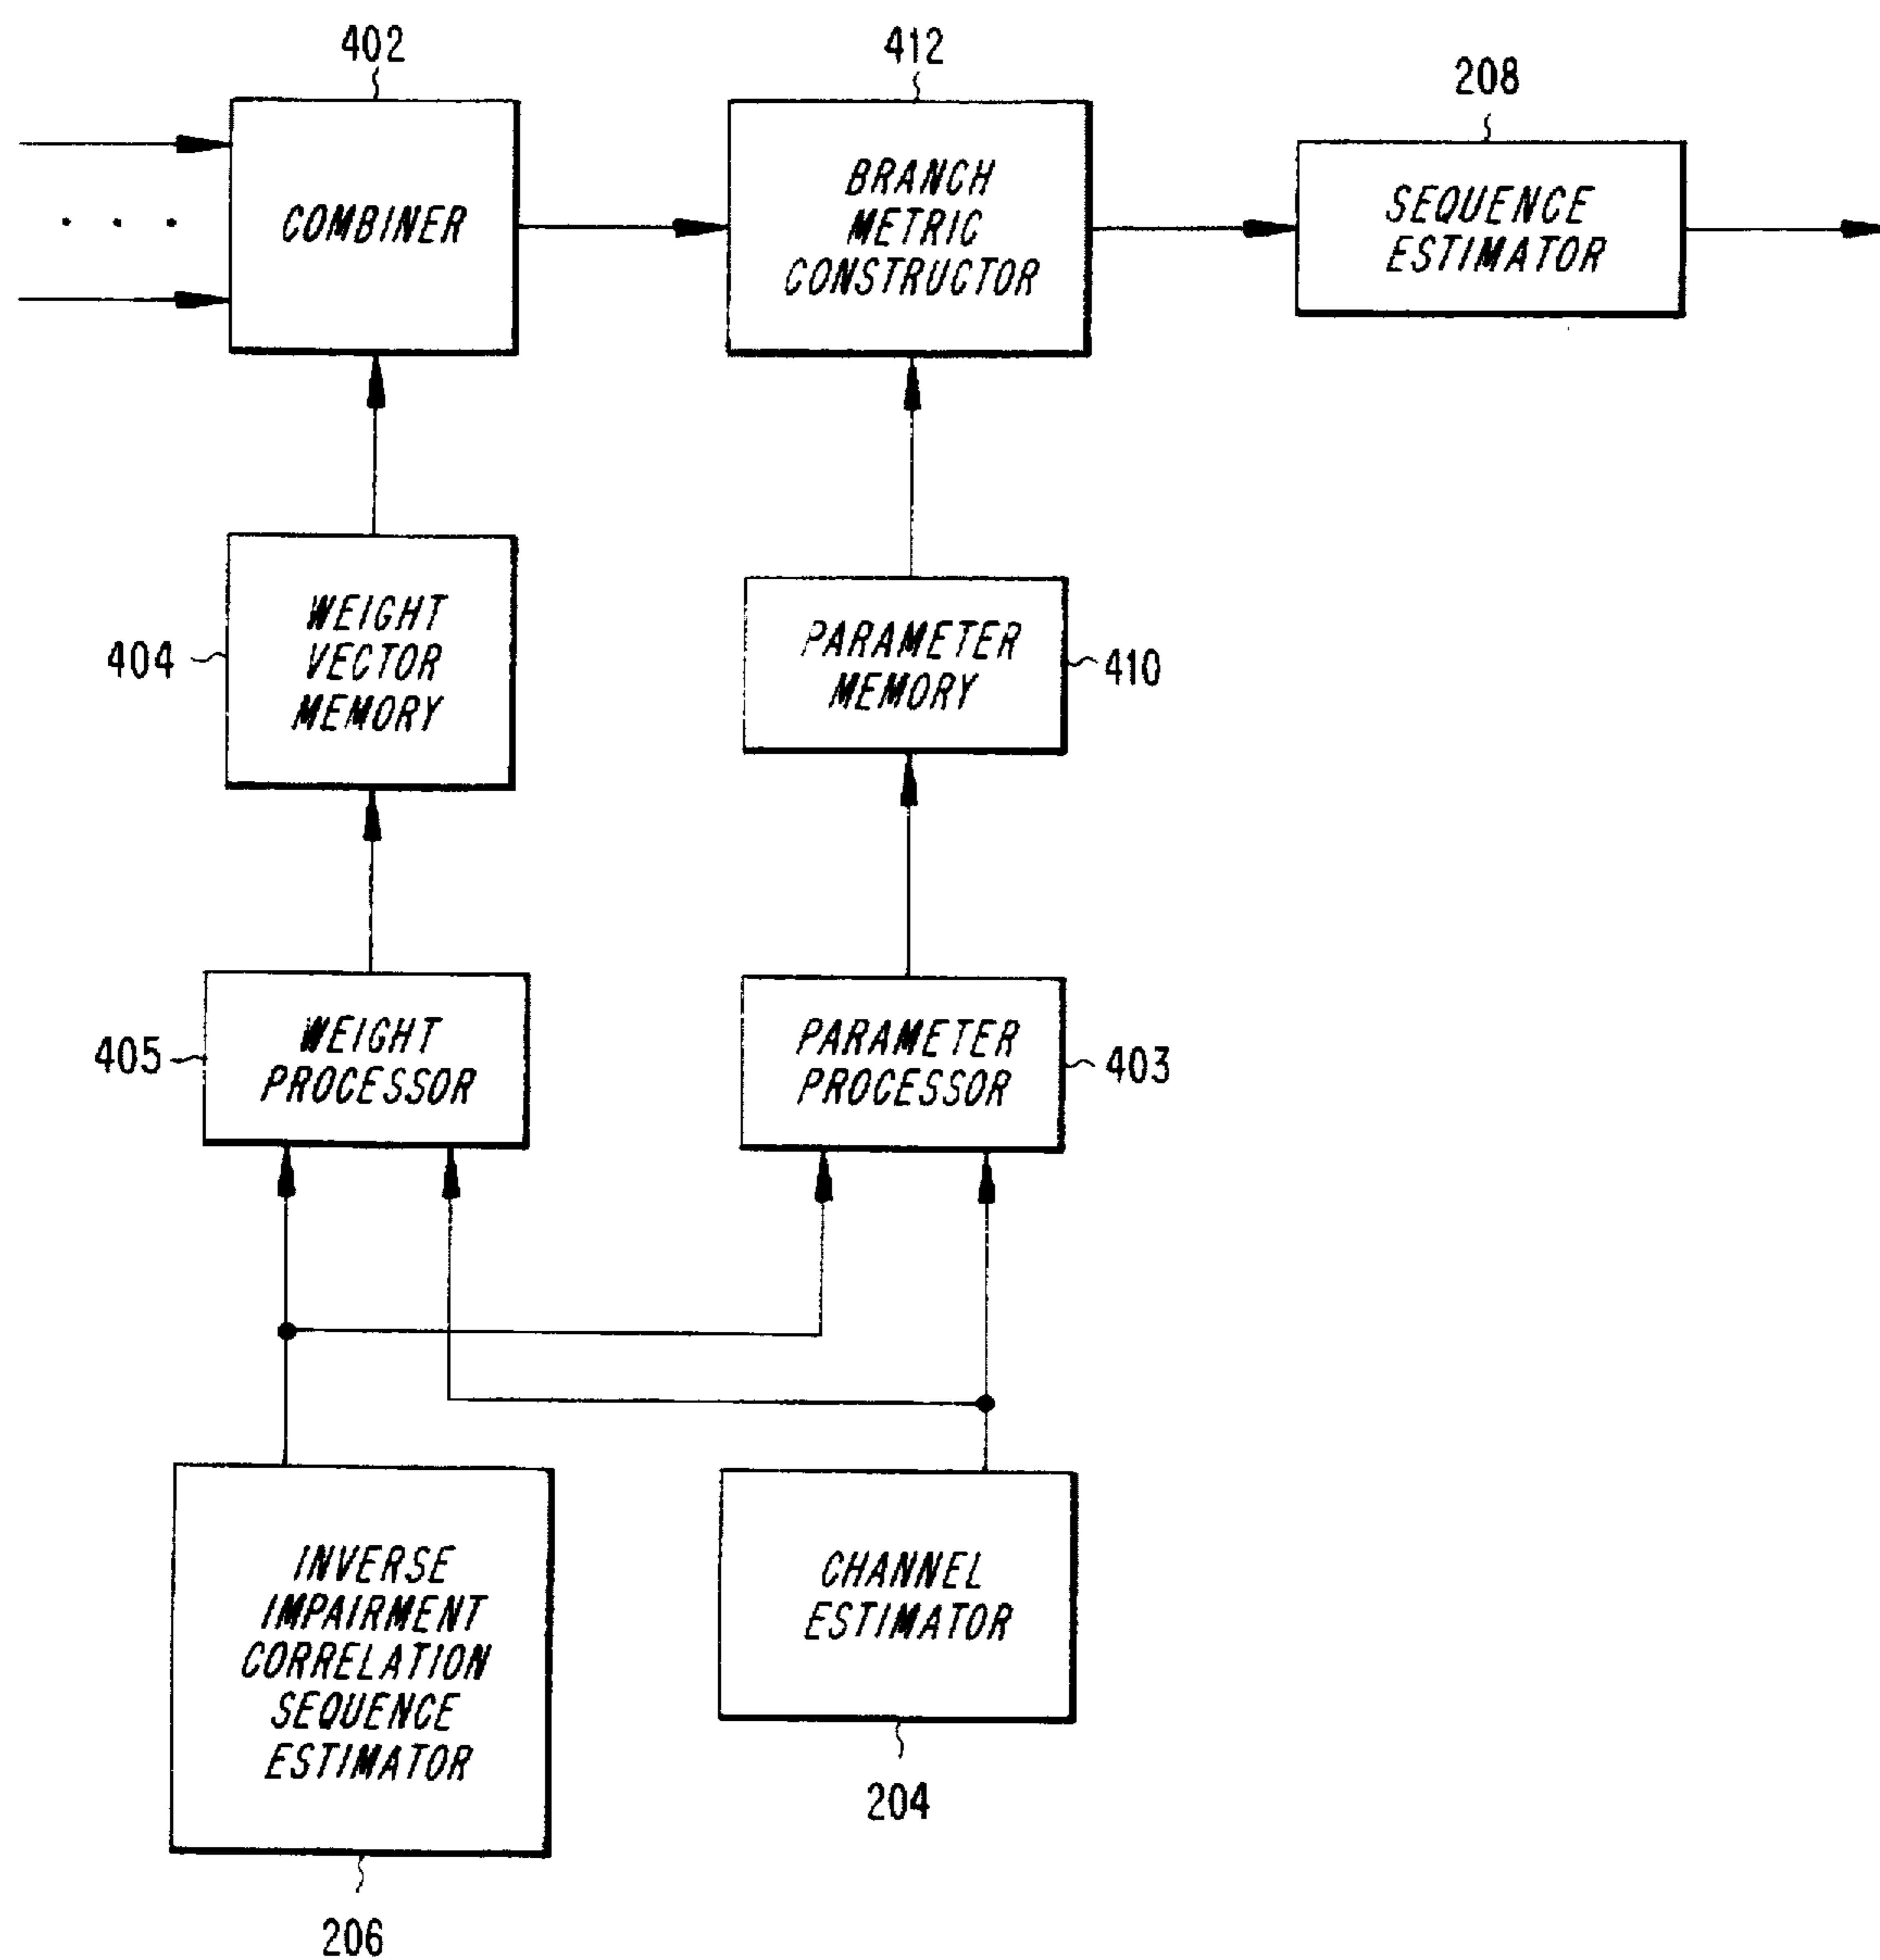 402
412
208
COMBINER
BRANCH
METRIC
CONSTRUCTOR
SEQUENCE
ESTIMATOR
404
WEIGHT
VECTOR
MEMORY
PARAMETER
MEMORY
410
405
WEIGHT
PROCESSOR
PARAMETER
PROCESSOR
403
INVERSE
IMPAIRMENT
CORRELATION
SEQUENCE
ESTIMATOR
CHANNEL
ESTIMATOR
204
206